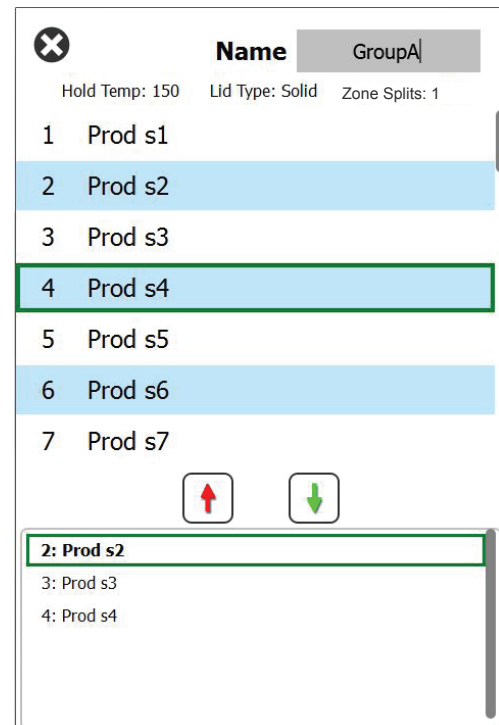 Name GroupA
Hold Temp: 150 Lid Type: Solid Zone Splits: 1
1 Prod s1
2 Prod s2
3 Prod s3
4 Prod s4
5 Prod s5
6 Prod s6
7 Prod s7
2: Prod s2
3: Prod s3
4: Prod s4